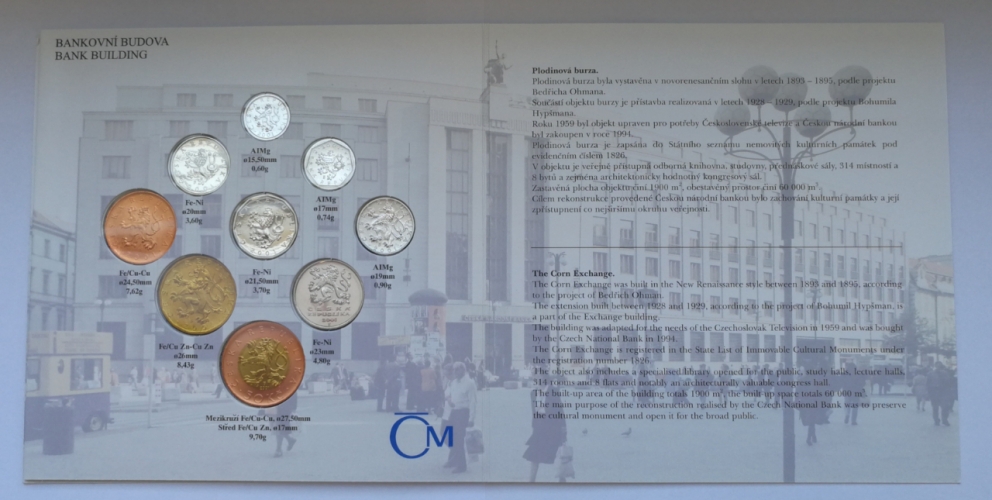 BANKOVNÍ BUDOVA
BANK BUILDING
AlMg
ø15,50mm
0,60g
Fe-Ni
ø20mm
3,60g
AlMg
ø17mm
0,74g
Fe/Cu-Cu
ø24,50mm
7,62g
Fe-Ni
ø21,50mm
3,70g
AlMg
ø19mm
0,90g
Fe/Cu Zn-Cu Zn
ø26mm
8,43g
Fe-Ni
ø23mm
4,80g
Mezikruží Fe/Cu-Cu, ø27,50mm
Střed Fe/Cu Zn, ø17mm
9,70g
ČM
Plodinová burza.
Plodinová burza byla vystavěna v novorenesančním slohu v letech 1893 – 1895, podle projektu
Bedřicha Ohmana.
Součástí objektu burzy je přístavba realizovaná v letech 1928 – 1929, podle projektu Bohumila
Hypšmana.
Roku 1959 byl objekt upraven pro potřeby Československé televize a Českou národní bankou
byl zakoupen v roce 1994.
Plodinová burza je zapsána do Státního seznamu nemovitých kulturních památek pod
evidenčním číslem 1826.
V objektu je veřejně přístupná odborná knihovna, studovny, přednáškové sály, 314 místností a
8 bytů a zejména architektonicky hodnotný kongresový sál.
Zastavěná plocha objektu činí 1900 m², obestavěný prostor činí 60 000 m³.
Cílem rekonstrukce provedené Českou národní bankou bylo zachování kulturní památky a její
zpřístupnění co nejširšímu okruhu veřejnosti.
The Corn Exchange.
The Corn Exchange was built in the New Renaissance style between 1893 and 1895, according
to the project of Bedřich Ohman.
The extension built between 1928 and 1929, according to the project of Bohumil Hypšman, is
a part of the Exchange building.
The building was adapted for the needs of the Czechoslovak Television in 1959 and was bought
by the Czech National Bank in 1994.
The Corn Exchange is registered in the State List of Immovable Cultural Monuments under
the registration number 1826.
The object also includes a specialised library opened for the public, study halls, lecture halls,
314 rooms and 8 flats and notably an architecturally valuable congress hall.
The built-up area of the building totals 1900 m², the built-up space totals 60 000 m³.
The main purpose of the reconstruction realised by the Czech National Bank was to preserve
the cultural monument and open it for the broad public.